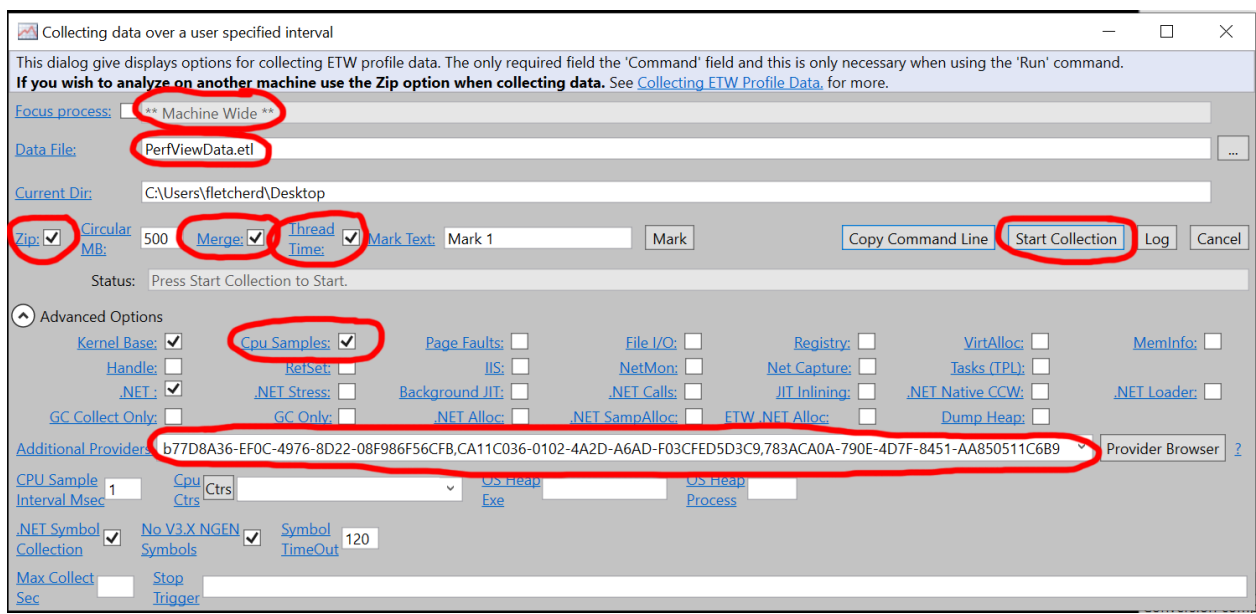 Collecting data over a user specified interval
This dialog give displays options for collecting ETW profile data. The only required field the 'Command' field and this is only necessary when using the 'Run' command.
If you wish to analyze on another machine use the Zip option when collecting data. See Collecting ETW Profile Data, for more.
Focus process: ** Machine Wide **
Data File: PerfViewData.etl ...
Current Dir: C:\Users\fletcherd\Desktop
Zip: Circular MB: 500 Merge: Thread Time: Mark Text: Mark 1 Mark Copy Command Line Start Collection Log Cancel
Status: Press Start Collection to Start.
Advanced Options
Kernel Base: Cpu Samples: Page Faults: File I/O: Registry: VirtAlloc: MemInfo:
Handle: RefSet: IIS: NetMon: Net Capture: Tasks (TPL):
.NET : .NET Stress: Background JIT: .NET Calls: JIT Inlining: .NET Native CCW: .NET Loader:
GC Collect Only: GC Only: .NET Alloc: .NET SampAlloc: ETW .NET Alloc: Dump Heap:
Additional Providers b77D8A36-EF0C-4976-8D22-08F986F56CFB,CA11C036-0102-4A2D-A6AD-F03CFED5D3C9,783ACA0A-790E-4D7F-8451-AA850511C6B9 Provider Browser ?
CPU Sample Interval Msec 1 Cpu Ctrs Ctrs OS Heap Exe OS Heap Process
.NET Symbol Collection No V3.X NGEN Symbols Symbol TimeOut 120
Max Collect Sec Stop Trigger